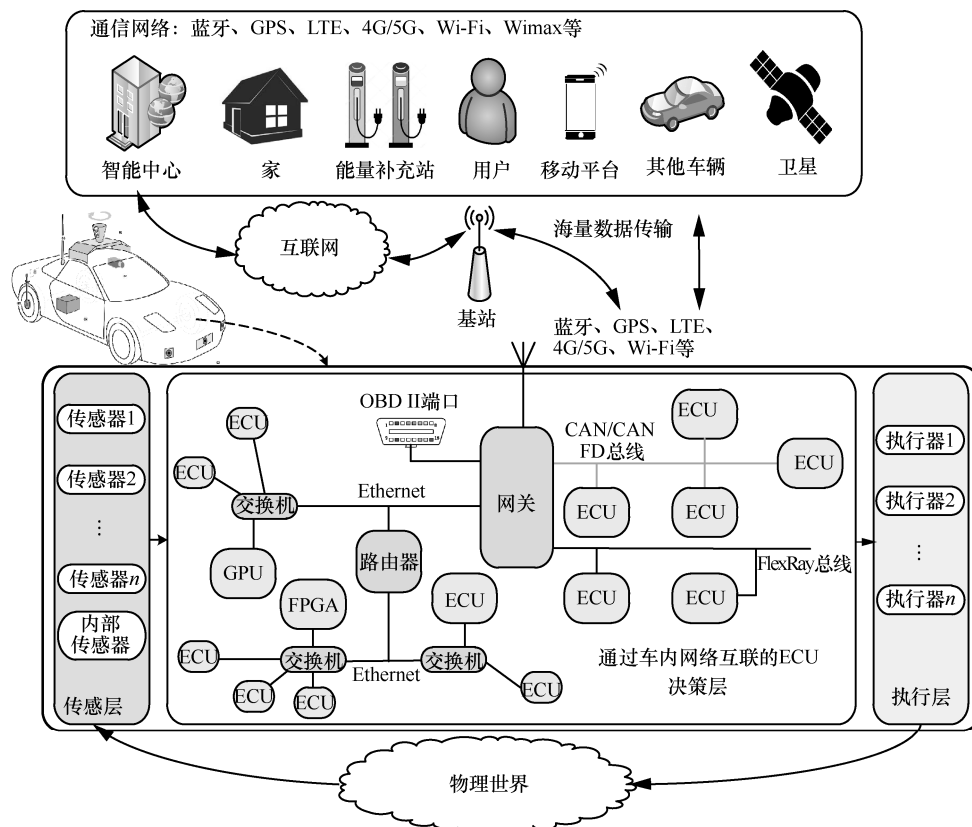 通信网络：蓝牙、GPS、LTE、4G/5G、Wi-Fi、Wimax等
智能中心
家
能量补充站
用户
移动平台
其他车辆
卫星
互联网
基站
海量数据传输
蓝牙、GPS、LTE、
4G/5G、Wi-Fi等
传感器1
传感器2
⋮
传感器n
内部
传感器
传感层
OBD II端口
ECU
ECU
交换机
GPU
Ethernet
路由器
网关
CAN/CAN
FD总线
ECU
ECU
ECU
ECU
FlexRay总线
ECU
ECU
FPGA
ECU
ECU
交换机
Ethernet
交换机
ECU
ECU
ECU
通过车内网络互联的ECU
决策层
执行器1
执行器2
⋮
执行器n
执行层
物理世界